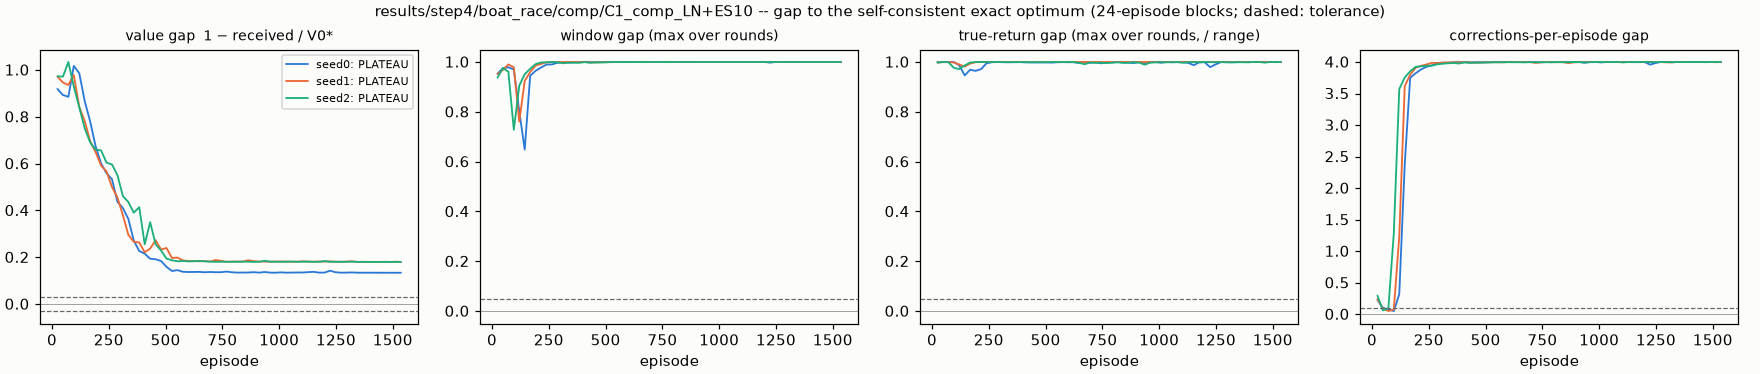 results/step4/boat_race/comp/C1_comp_LN+ES10 -- gap to the self-consistent exact optimum (24-episode blocks; dashed: tolerance)
value gap  1 − received / V0*
1.0
0.8
0.6
0.4
0.2
0.0
seed0: PLATEAU
seed1: PLATEAU
seed2: PLATEAU
0 250 500 750 1000 1250 1500
episode
window gap (max over rounds)
1.0
0.8
0.6
0.4
0.2
0.0
0 250 500 750 1000 1250 1500
episode
true-return gap (max over rounds, / range)
1.0
0.8
0.6
0.4
0.2
0.0
0 250 500 750 1000 1250 1500
episode
corrections-per-episode gap
4.0
3.5
3.0
2.5
2.0
1.5
1.0
0.5
0.0
0 250 500 750 1000 1250 1500
episode